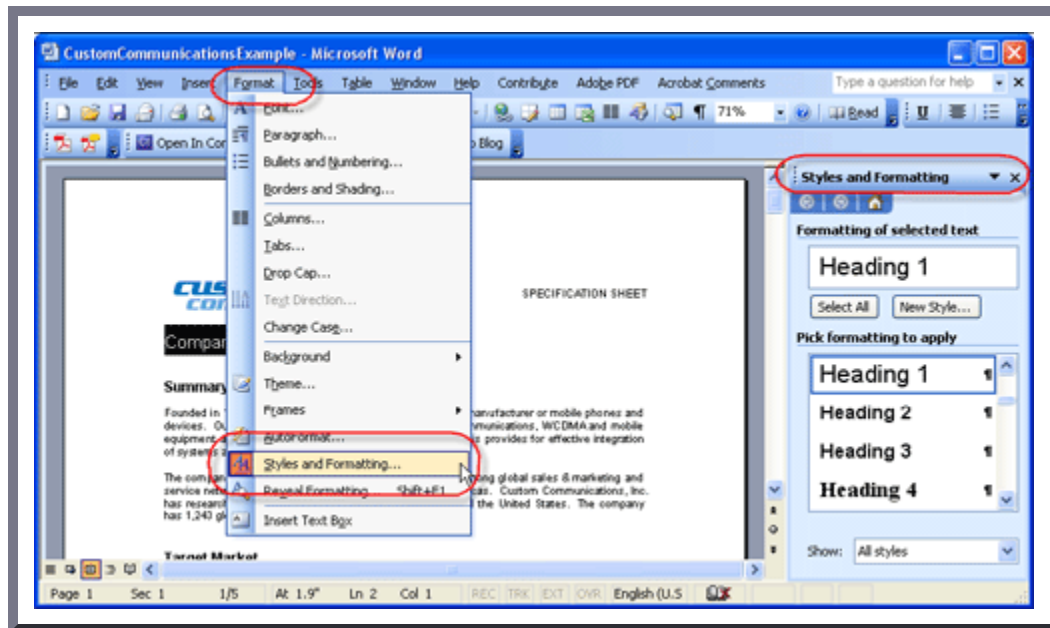 CustomCommunicationsExample - Microsoft Word
File Edit View Insert Format Tools Table Window Help Contribute Adobe PDF Acrobat Comments Type a question for help
71% Read
Open In Blog
Font...
Paragraph...
Bullets and Numbering...
Borders and Shading...
Columns...
Tabs...
Drop Cap...
Text Direction...
Change Case...
Background
Theme...
Frames
AutoFormat...
Styles and Formatting...
Reveal Formatting... Shift+F1
Insert Text Box
SPECIFICATION SHEET
Summary
Founded in manufacturer or mobile phones and
devices. WCDMA and mobile
equipment provides for effective integration
of systems
The global sales & marketing and
service Custom Communications, Inc.
has the United States. The company
has 1,243
Target Market
Styles and Formatting
Formatting of selected text
Heading 1
Select All New Style...
Pick formatting to apply
Heading 1
Heading 2
Heading 3
Heading 4
Show: All styles
Page 1 Sec 1 1/5 At 1.9" Ln 2 Col 1 REC TRK EXT OVR English (U.S